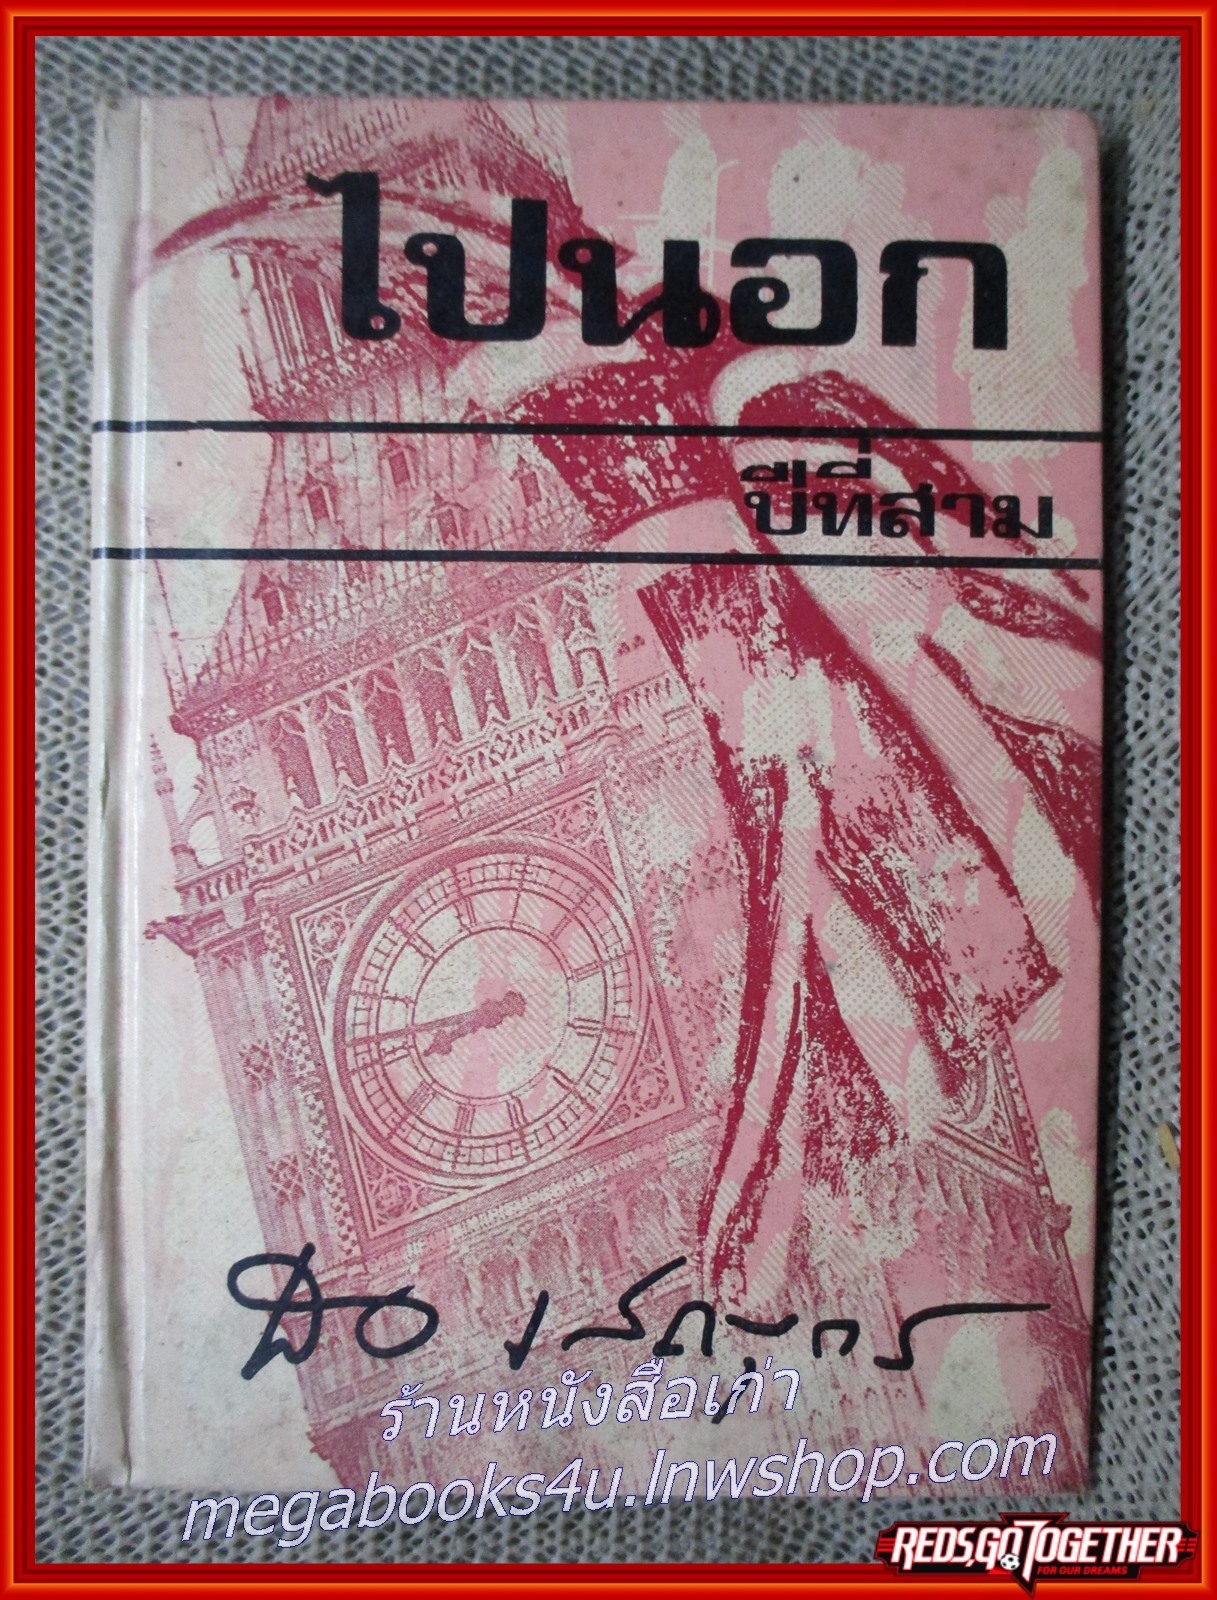 ไปนอก
ปีที่สาม
ร้านหนังสือเก่า
megabooks4u.lnwshop.com
REDS,GO TOGETHER
FOR OUR DREAMS